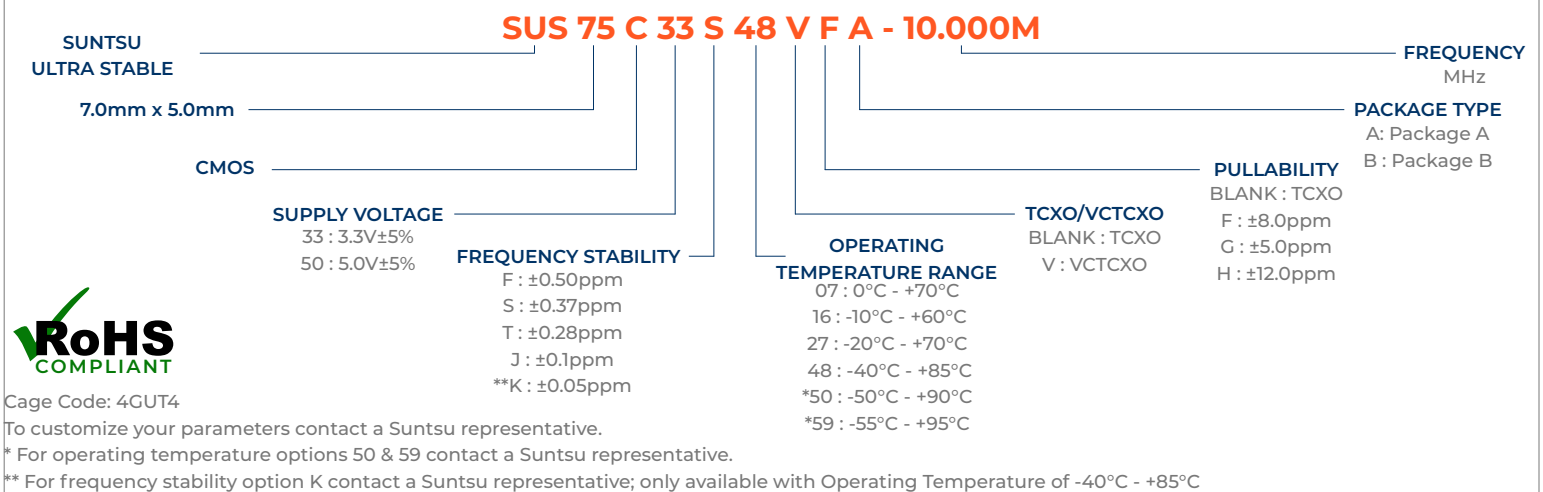 SUS 75 C 33 S 48 V F A - 10.000M
SUNTSU
ULTRA STABLE
7.0mm x 5.0mm
CMOS
SUPPLY VOLTAGE
33 : 3.3V±5%
50 : 5.0V±5%
FREQUENCY STABILITY
F : ±0.50ppm
S : ±0.37ppm
T : ±0.28ppm
J : ±0.1ppm
**K : ±0.05ppm
OPERATING
TEMPERATURE RANGE
07 : 0°C - +70°C
16 : -10°C - +60°C
27 : -20°C - +70°C
48 : -40°C - +85°C
*50 : -50°C - +90°C
*59 : -55°C - +95°C
TCXO/VCTCXO
BLANK : TCXO
V : VCTCXO
PULLABILITY
BLANK : TCXO
F : ±8.0ppm
G : ±5.0ppm
H : ±12.0ppm
PACKAGE TYPE
A: Package A
B : Package B
FREQUENCY
MHz
RoHS
COMPLIANT
Cage Code: 4GUT4
To customize your parameters contact a Suntsu representative.
* For operating temperature options 50 & 59 contact a Suntsu representative.
** For frequency stability option K contact a Suntsu representative; only available with Operating Temperature of -40°C - +85°C